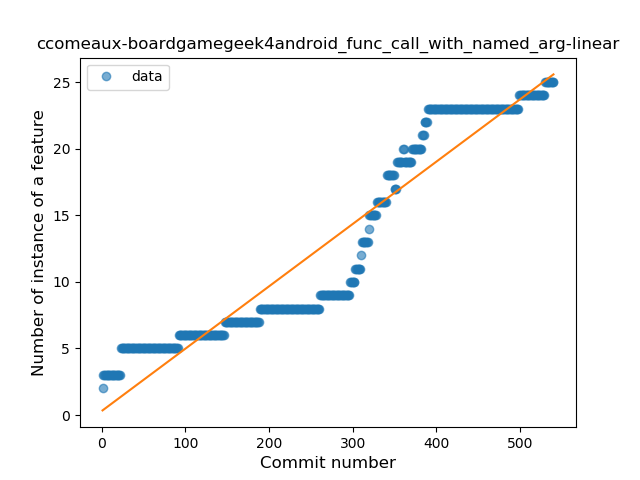 ccomeaux-boardgamegeek4android_func_call_with_named_arg-linear
data
Number of instance of a feature
25
20
15
10
5
0
0 100 200 300 400 500
Commit number